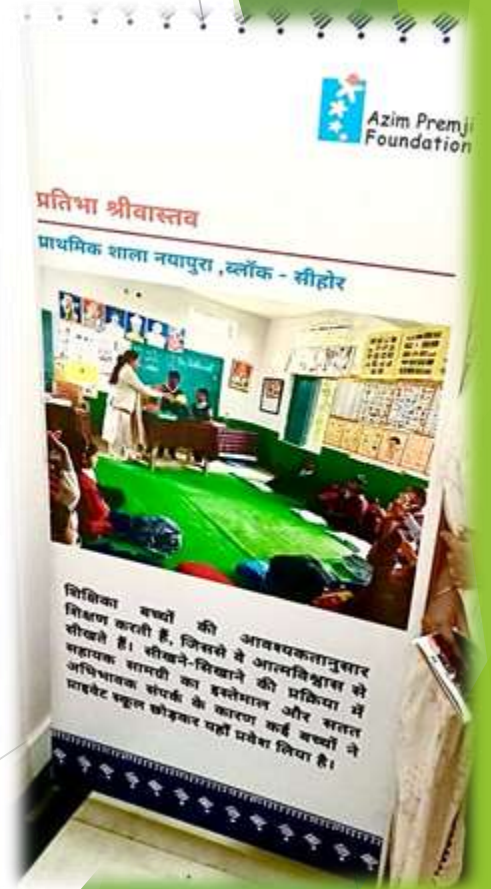 Azim Premji
Foundation
प्रतिभा श्रीवास्तव
प्राथमिक शाला नयापुरा ,ब्लॉक - सीहोर
शिक्षिका बच्चों की आवश्यकतानुसार
शिक्षण करती हैं, जिससे वे आत्मविश्वास से
सीखते हैं। सीखने-सिखाने की प्रक्रिया में
सहायक सामग्री का इस्तेमाल और सतत
अभिभावक संपर्क के कारण कई बच्चों ने
प्राइवेट स्कूल छोड़कर यहाँ प्रवेश लिया है।